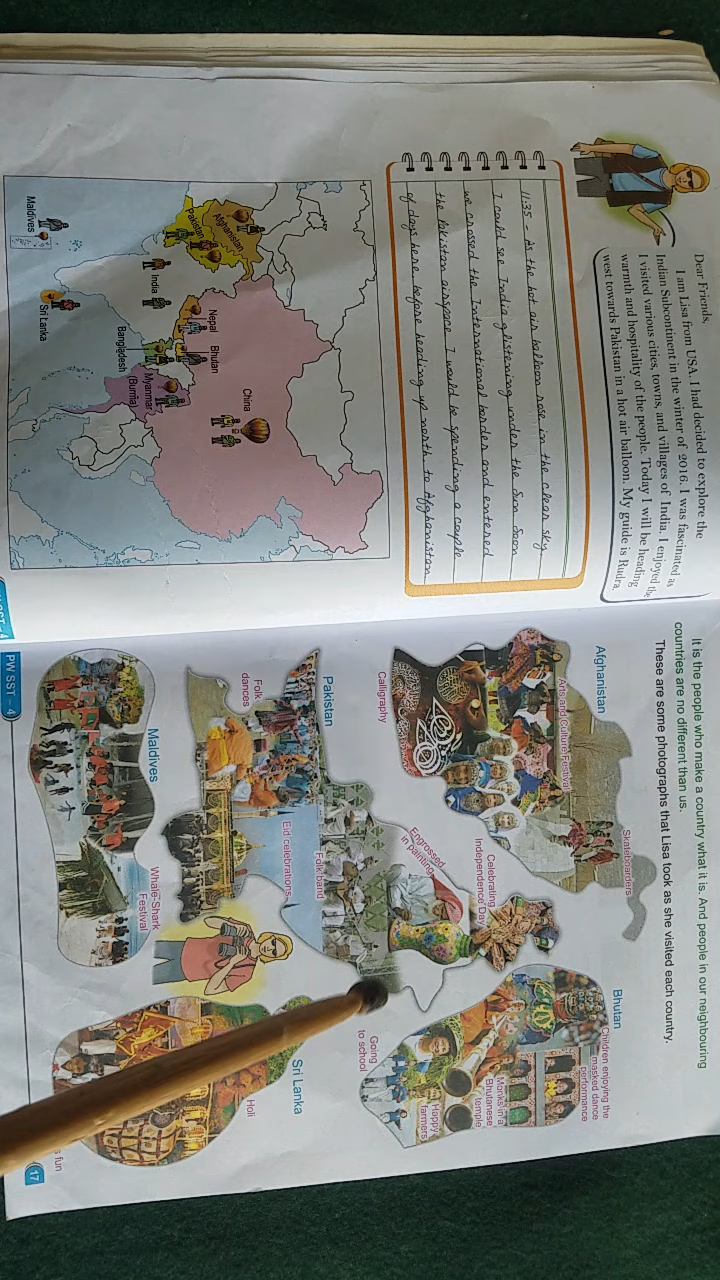 Dear Friends,
I am Lisa from USA. I had decided to explore the
Indian Subcontinent in the winter of 2016. I was fascinated as
I visited various cities, towns, and villages of India. I enjoyed the
warmth and hospitality of the people. Today I will be heading
west towards Pakistan in a hot air balloon. My guide is Rudra.
11:35 - As the hot air balloon rose in the clear sky
I could see India glistening under the Sun. Soon
we crossed the International border and entered
the Pakistan airspace. I would be spending a couple
of days here before heading up north to Afghanistan
Afghanistan
Pakistan
India
Nepal
Bhutan
Bangladesh
Myanmar
(Burma)
China
Maldives
Sri Lanka
SST-4
It is the people who make a country what it is. And people in our neighbouring
countries are no different than us.
These are some photographs that Lisa took as she visited each country.
Afghanistan
Arts and Culture Festival
Skateboarders
Calligraphy
Celebrating
Independence Day
Engrossed
in painting
Bhutan
Children enjoying the
masked dance
performance
Monks in a
Bhutanese
temple
Happy
farmers
Going
to school
Pakistan
Folk
dances
Folk band
Eid celebrations
Maldives
Whale Shark
Festival
Sri Lanka
Holi
fun
PW SST – 4
17